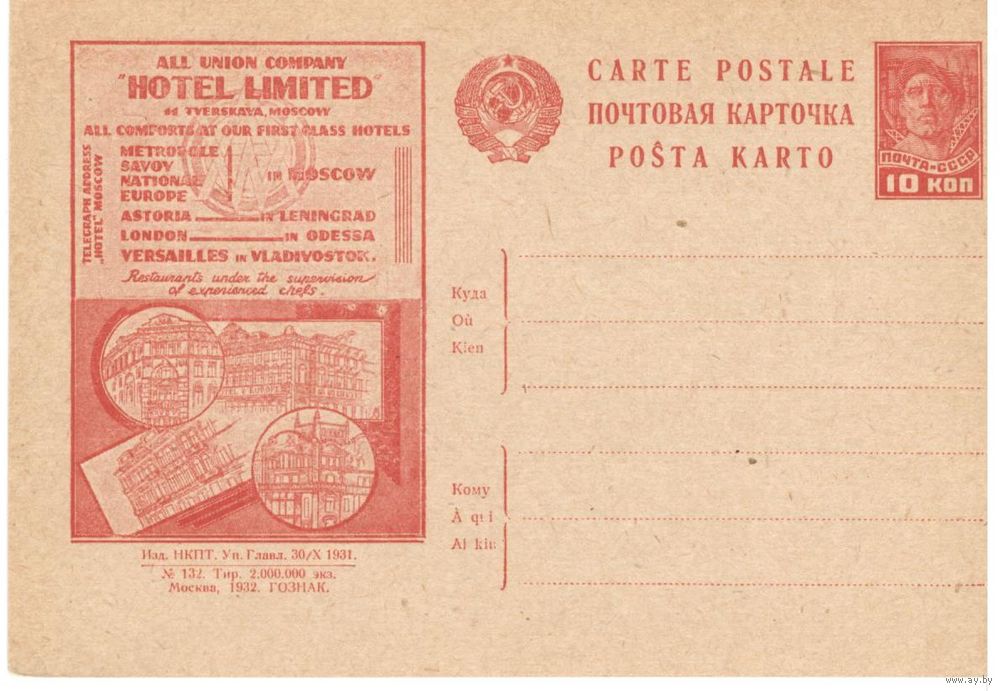 ALL UNION COMPANY
"HOTEL LIMITED"
TVERSKAYA, MOSCOW
ALL COMFORTS AT OUR FIRST CLASS HOTELS
TELEGRAPH ADDRESS
„HOTEL" MOSCOW
METROPOLE
SAVOY
NATIONAL
EUROPE
IN MOSCOW
ASTORIA IN LENINGRAD
LONDON IN ODESSA
VERSAILLES IN VLADIVOSTOK.
Restaurants under the supervision
of experienced chefs.
Изд. НКПТ. Уп. Главл. 30/X 1931.
№ 132. Тир. 2.000.000 экз.
Москва, 1932. ГОЗНАК.
CARTE POSTALE
ПОЧТОВАЯ КАРТОЧКА
POŜTA KARTO
ПОЧТА-СССР
10 КОП
Куда
Où
Kien
Кому
À qui
Al kiu
www.ay.by